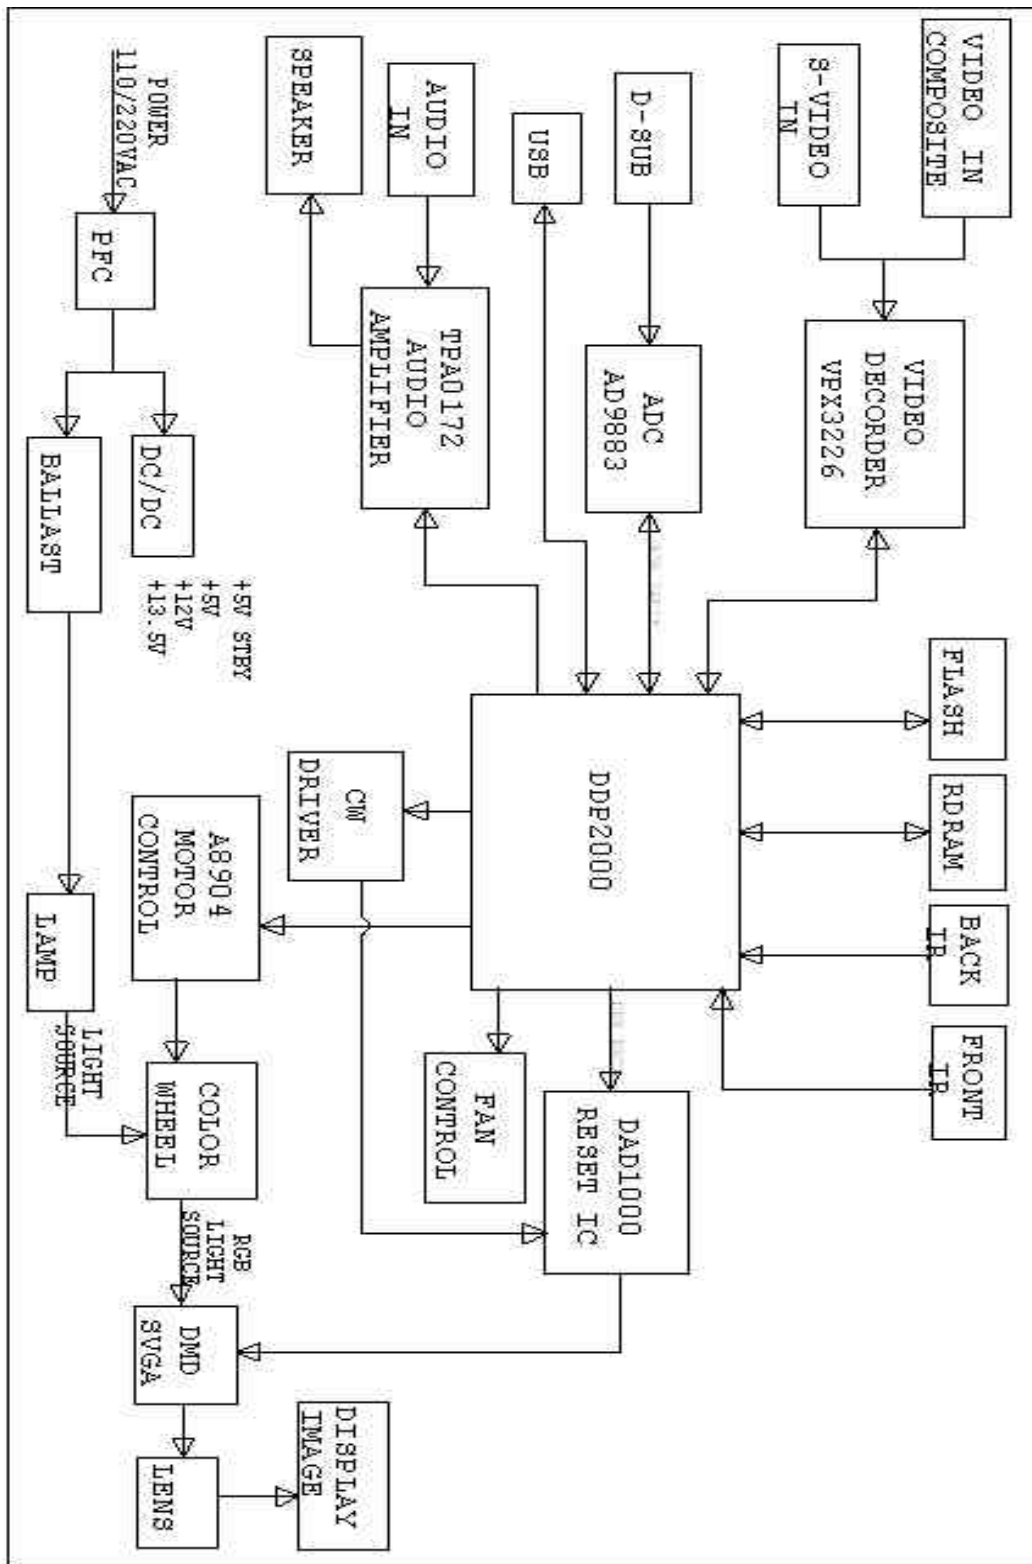 VIDEO IN
COMPOSITE
S-VIDEO
IN
D-SUB
USB
AUDIO
IN
SPEAKER
POWER
110/220VAC
VIDEO
DECORDER
VPX3226
ADC
AD9883
TPA0172
AUDIO
AMPLIFIER
PFC
DC/DC
BALLAST
+5V STBY
+5V
+12V
+13.5V
FLASH
RDRAM
BACK
IR
FRONT
IR
DDP2000
CW
DRIVER
A8904
MOTOR
CONTROL
LAMP
LIGHT
SOURCE
FAN
CONTROL
DAD1000
RESET IC
COLOR
WHEEL
RGB
LIGHT
SOURCE
DMD
SVGA
LENS
DISPLAY
IMAGE